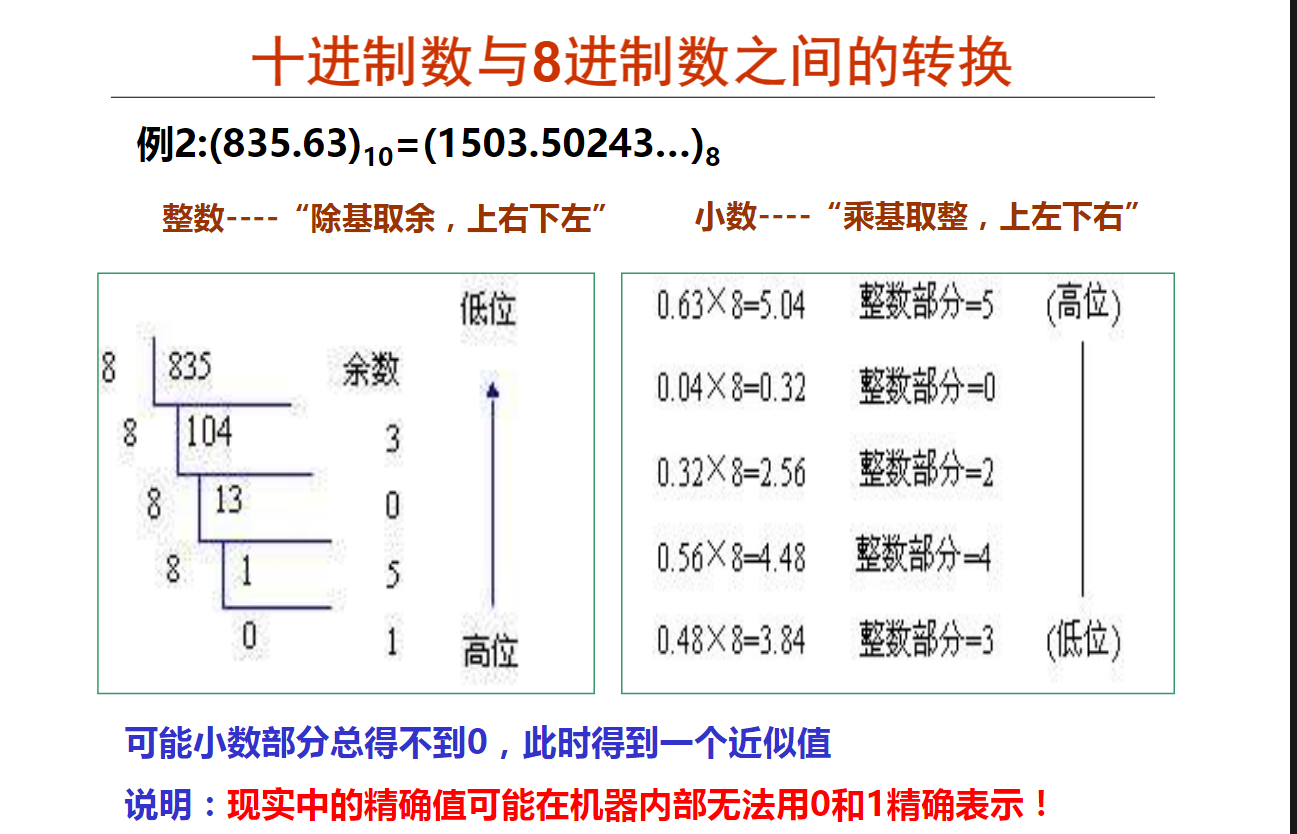 十进制数与8进制数之间的转换
例2:(835.63)₁₀=(1503.50243…)₈
整数----“除基取余，上右下左”
小数----“乘基取整，上左下右”
低位
8 835 余数
8 104 3
8 13 0
8 1 5
0 1
高位
0.63×8=5.04 整数部分=5 (高位)
0.04×8=0.32 整数部分=0
0.32×8=2.56 整数部分=2
0.56×8=4.48 整数部分=4
0.48×8=3.84 整数部分=3 (低位)
可能小数部分总得不到0，此时得到一个近似值
说明：现实中的精确值可能在机器内部无法用0和1精确表示！